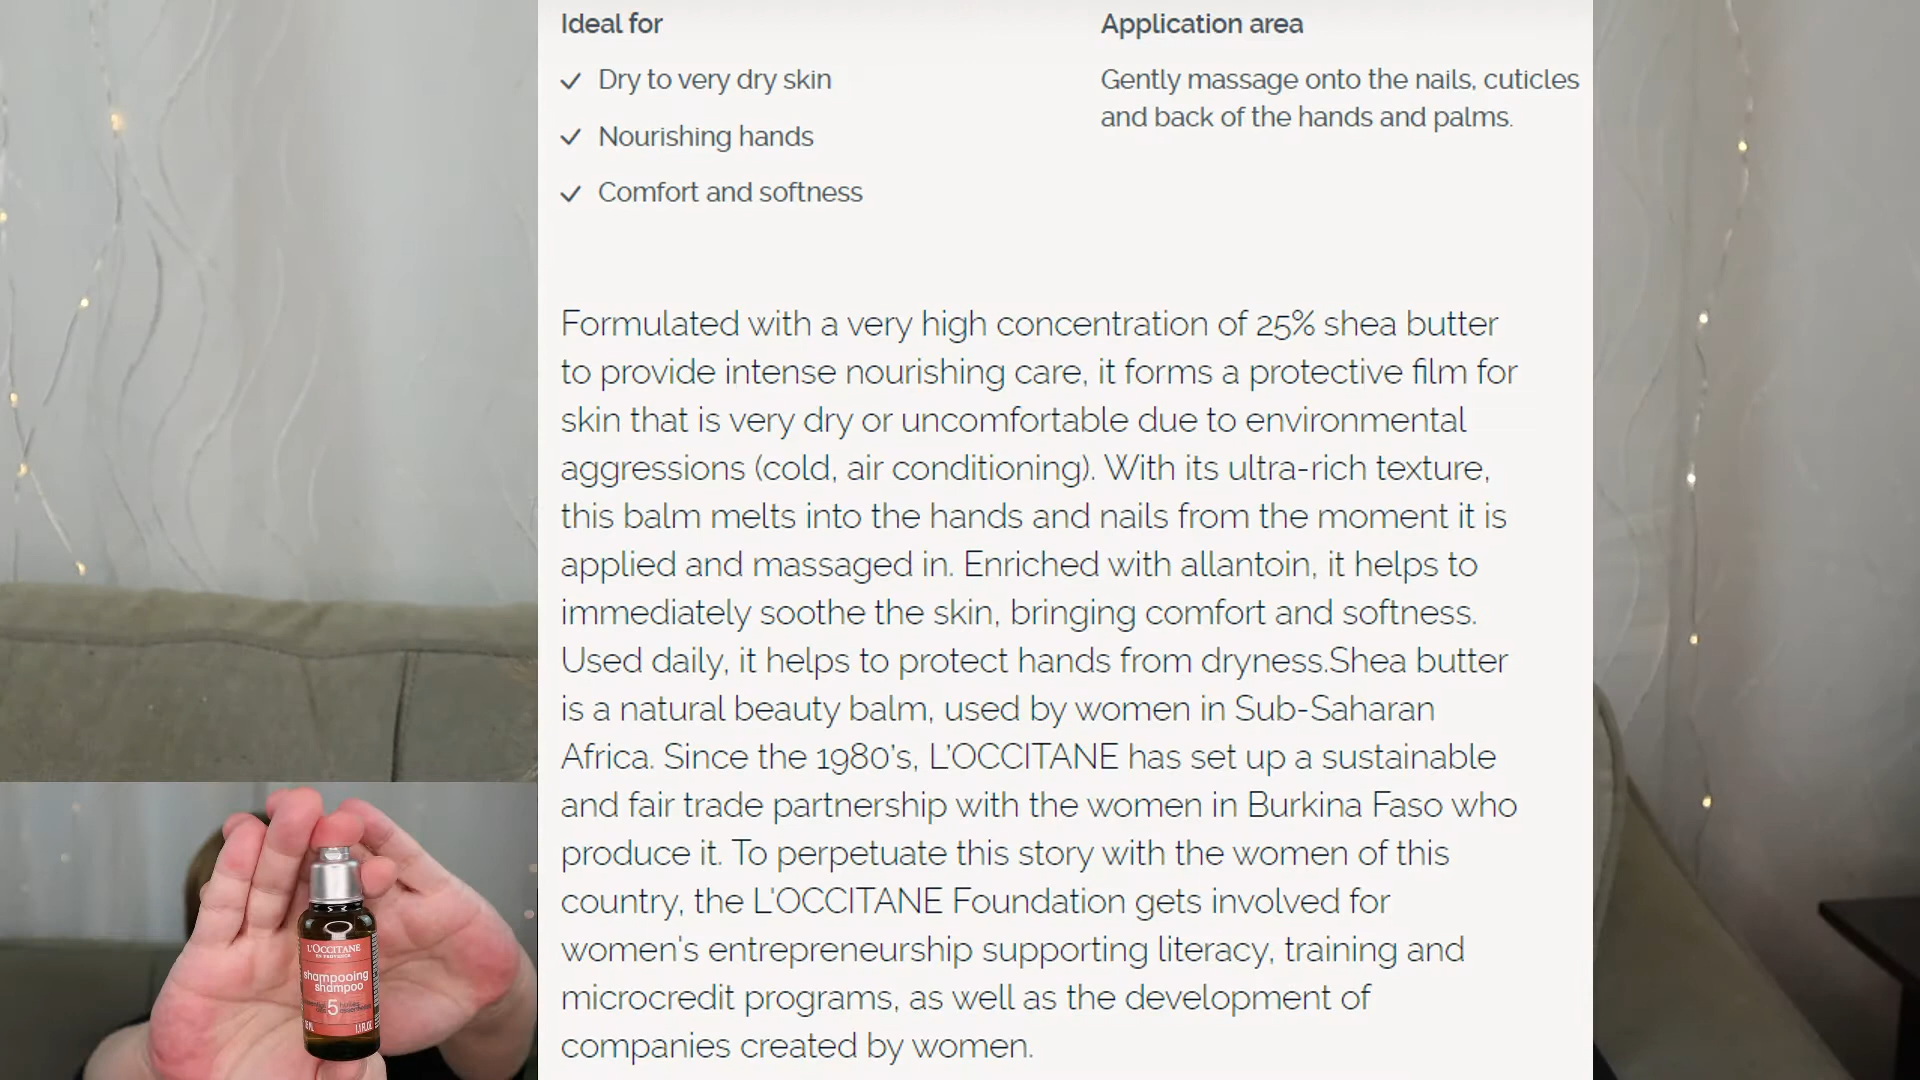 Ideal for
Dry to very dry skin
Nourishing hands
Comfort and softness
Application area
Gently massage onto the nails, cuticles
and back of the hands and palms.
Formulated with a very high concentration of 25% shea butter
to provide intense nourishing care, it forms a protective film for
skin that is very dry or uncomfortable due to environmental
aggressions (cold, air conditioning). With its ultra-rich texture,
this balm melts into the hands and nails from the moment it is
applied and massaged in. Enriched with allantoin, it helps to
immediately soothe the skin, bringing comfort and softness.
Used daily, it helps to protect hands from dryness.Shea butter
is a natural beauty balm, used by women in Sub-Saharan
Africa. Since the 1980's, L'OCCITANE has set up a sustainable
and fair trade partnership with the women in Burkina Faso who
produce it. To perpetuate this story with the women of this
country, the L'OCCITANE Foundation gets involved for
women's entrepreneurship supporting literacy, training and
microcredit programs, as well as the development of
companies created by women.
L'OCCITANE
EN PROVENCE
shampooing
shampoo
5
1.1 FL.OZ